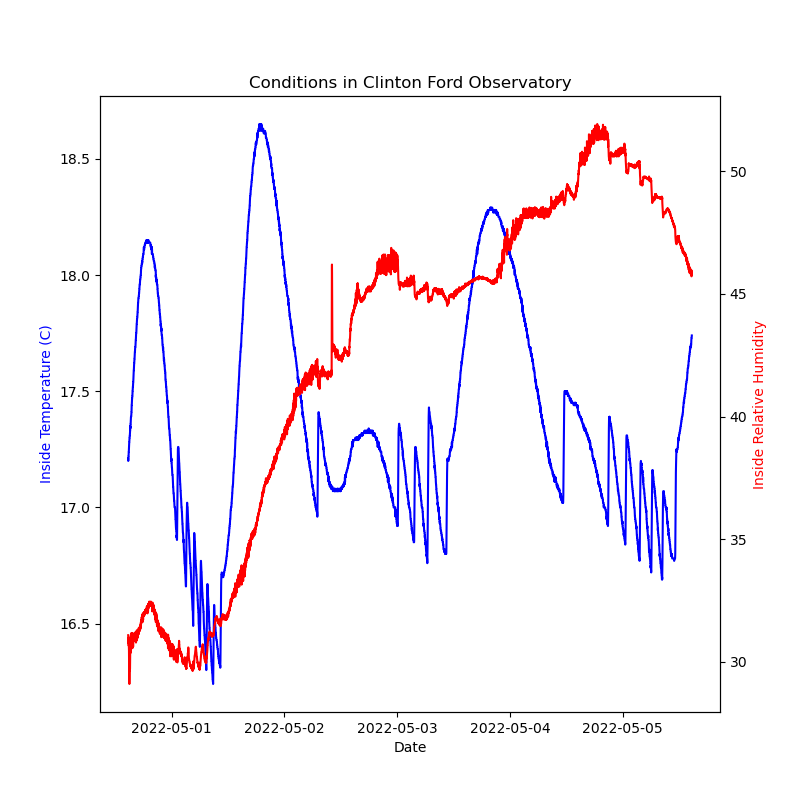 Conditions in Clinton Ford Observatory
Inside Temperature (C)
18.5
18.0
17.5
17.0
16.5
50
45
40
35
30
Inside Relative Humidity
2022-05-01 2022-05-02 2022-05-03 2022-05-04 2022-05-05
Date